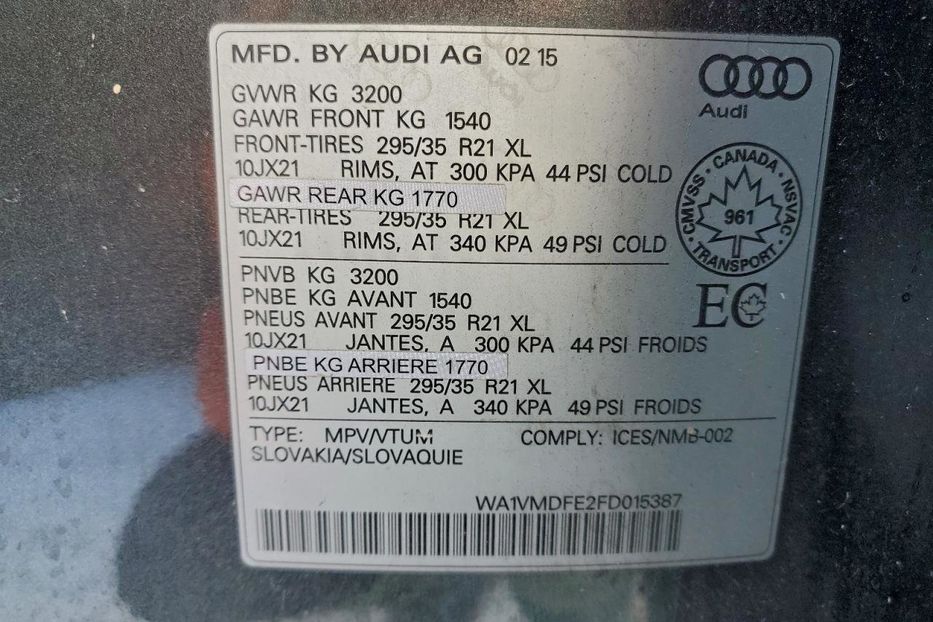 MFD. BY AUDI AG 02 15
Audi
GVWR KG 3200
GAWR FRONT KG 1540
FRONT-TIRES 295/35 R21 XL
10JX21 RIMS, AT 300 KPA 44 PSI COLD
GAWR REAR KG 1770
REAR-TIRES 295/35 R21 XL
10JX21 RIMS, AT 340 KPA 49 PSI COLD
CMVSS - CANADA - NSVAC - TRANSPORT -
961
PNVB KG 3200
PNBE KG AVANT 1540
PNEUS AVANT 295/35 R21 XL
10JX21 JANTES, A 300 KPA 44 PSI FROIDS
EC
PNBE KG ARRIERE 1770
PNEUS ARRIERE 295/35 R21 XL
10JX21 JANTES, A 340 KPA 49 PSI FROIDS
TYPE: MPV/VTUM COMPLY: ICES/NMB-002
SLOVAKIA/SLOVAQUIE
WA1VMDFE2FD015387